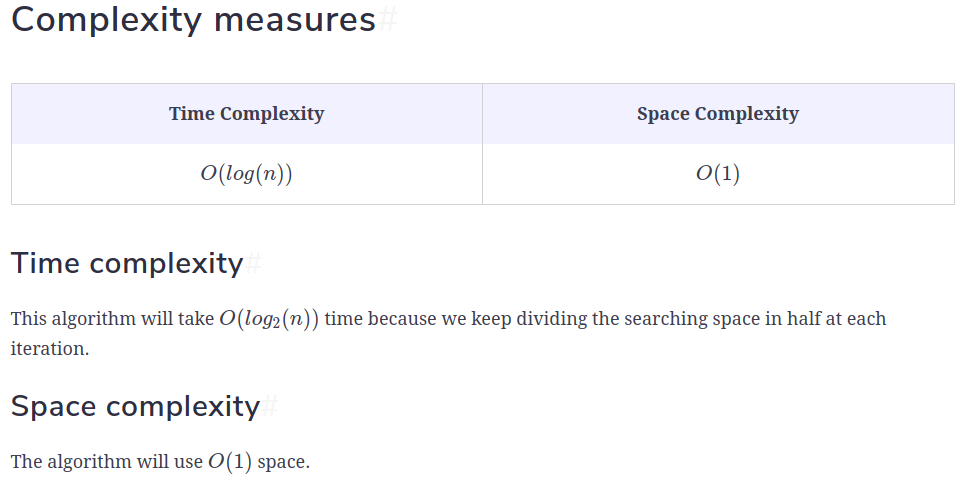 Complexity measures#
Time Complexity Space Complexity
O(log(n)) O(1)
Time complexity#
This algorithm will take O(log₂(n)) time because we keep dividing the searching space in half at each
iteration.
Space complexity#
The algorithm will use O(1) space.